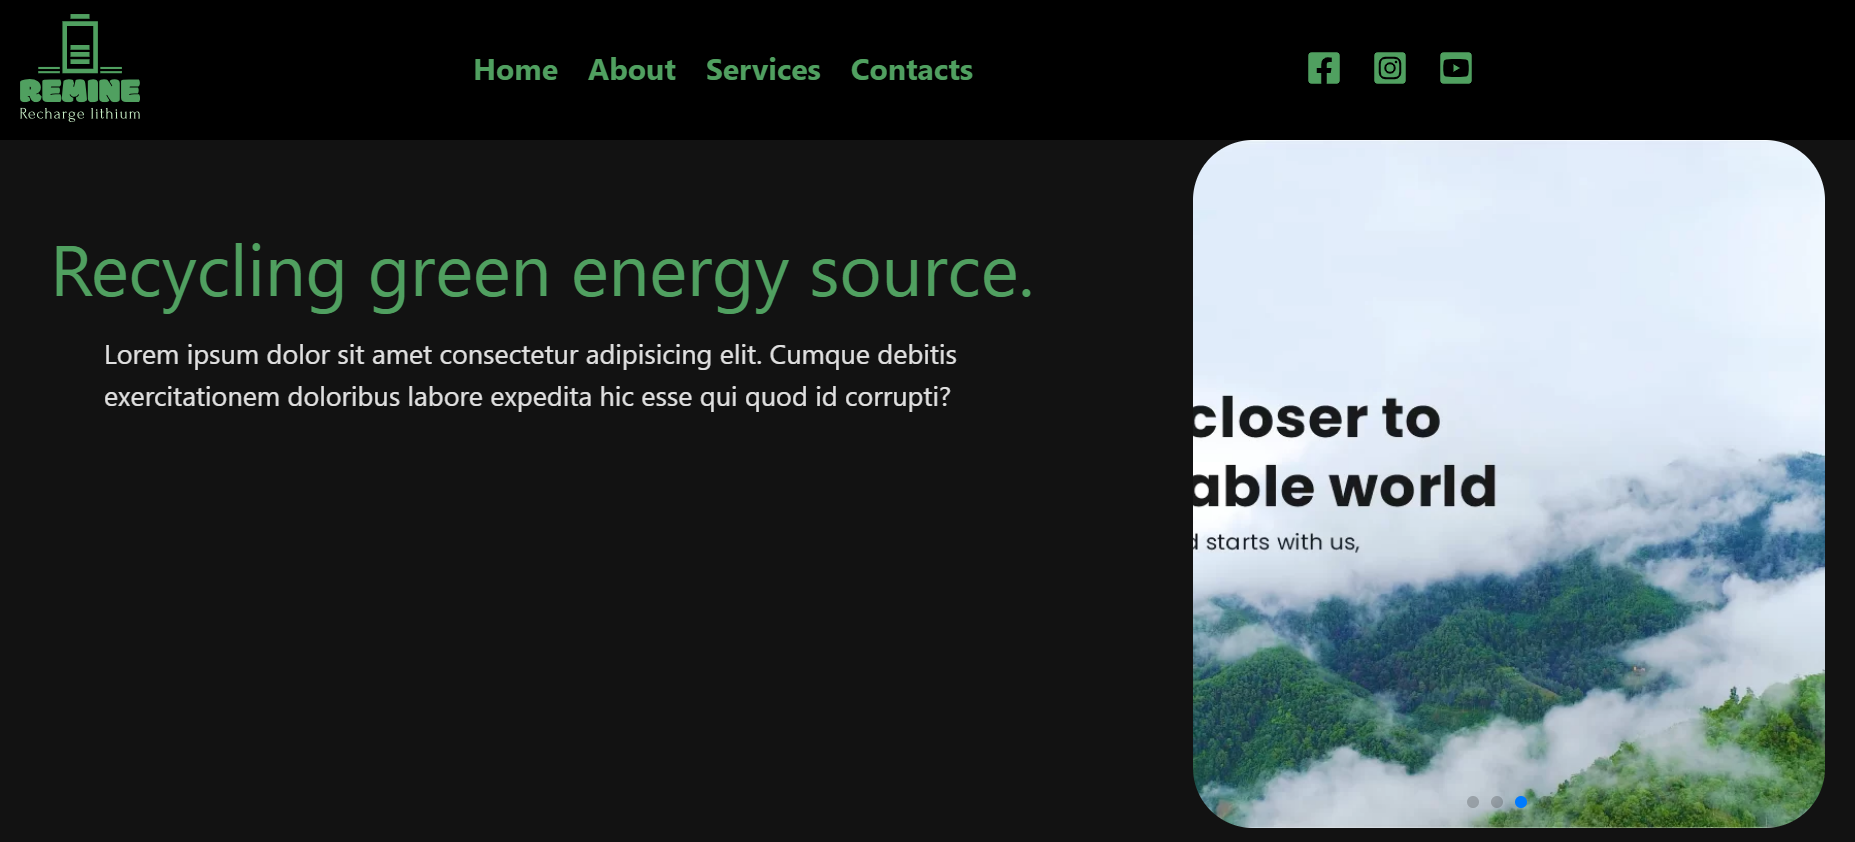 REMINE
Recharge lithium
Home About Services Contacts
Recycling green energy source.
Lorem ipsum dolor sit amet consectetur adipisicing elit. Cumque debitis
exercitationem doloribus labore expedita hic esse qui quod id corrupti?
closer to
able world
d starts with us,